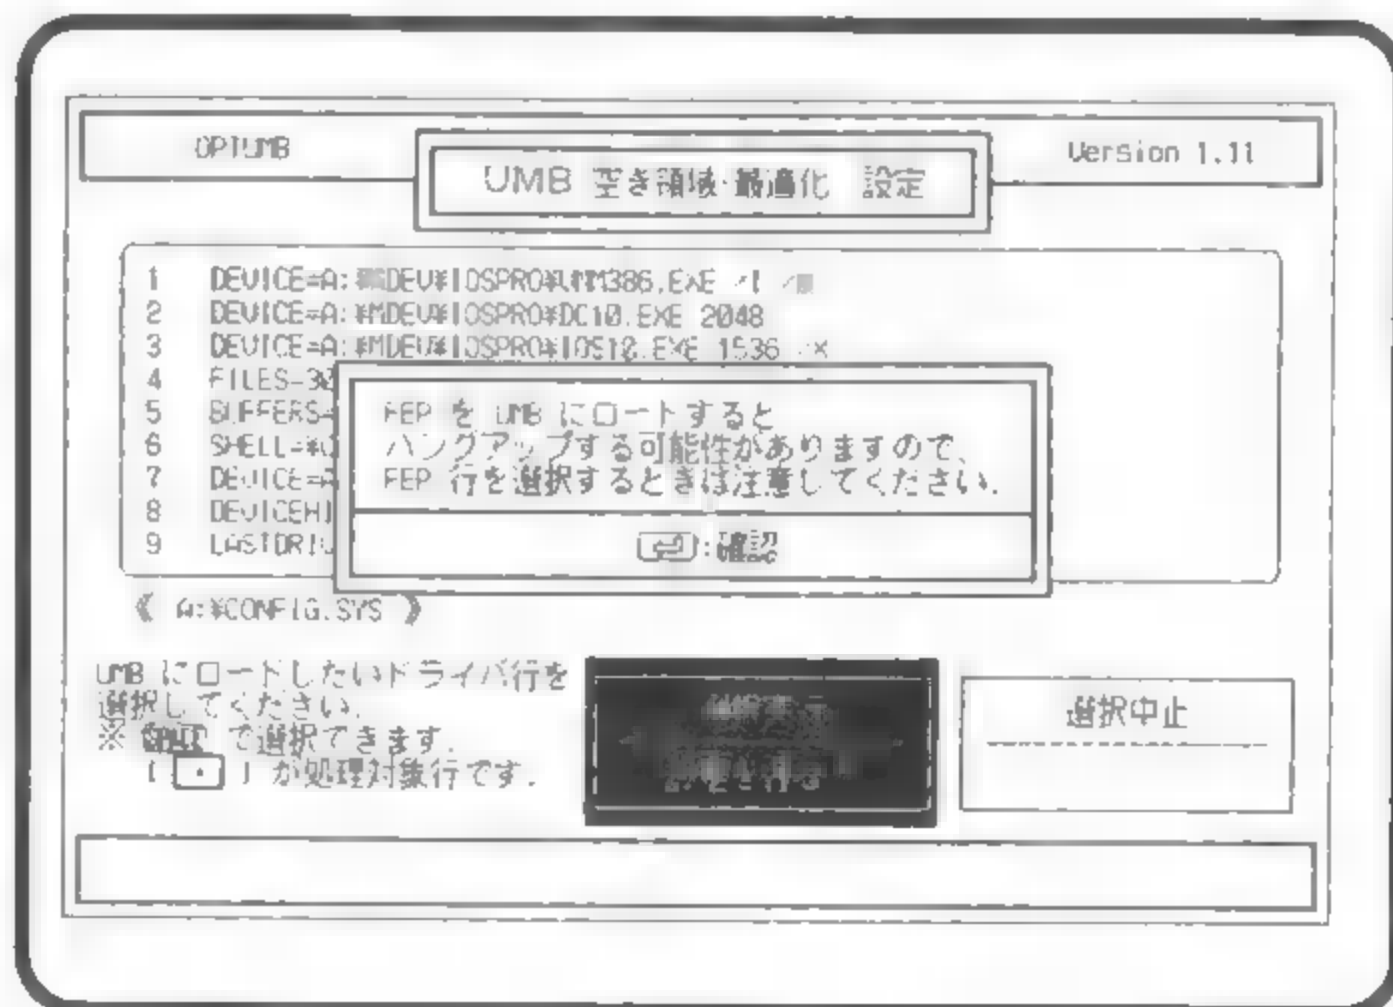 OPTUMB
UMB 空き領域・最適化 設定
Version 1.11
1 DEVICE=A:¥MDEV¥IOSPRO¥UMM386.EXE /I
2 DEVICE=A:¥MDEV¥IOSPRO¥DC10.EXE 2048
3 DEVICE=A:¥MDEV¥IOSPRO¥IOS10.EXE 1536 /X
4 FILES=30
5 BUFFERS=
6 SHELL=¥
7 DEVICE=A
8 DEVICEHI
9 LASTDRIV
FEP を UMB にロードすると
ハングアップする可能性がありますので、
FEP 行を選択するときは注意してください.
:確認
《 A:¥CONFIG.SYS 》
UMB にロードしたいドライバ行を
選択してください.
※ で選択できます.
[ ・ ] が処理対象行です.
選択中止